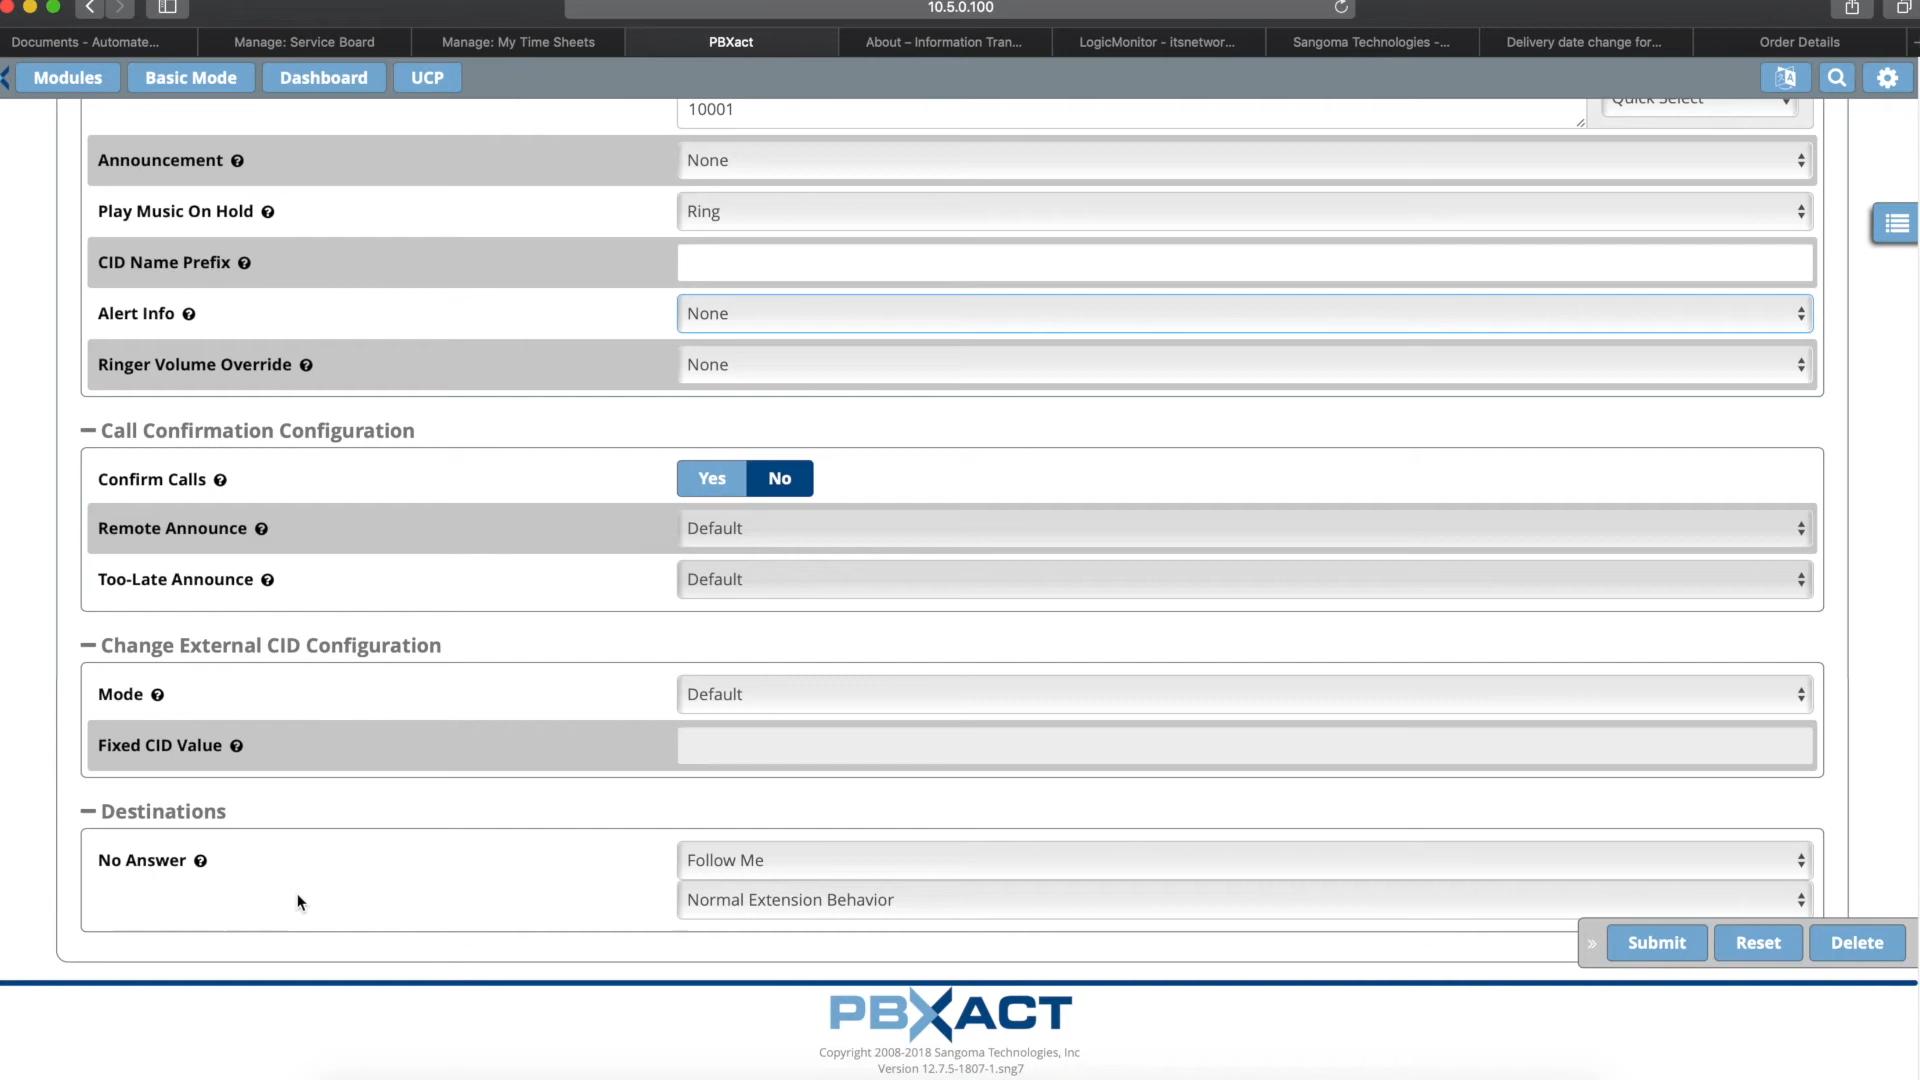 10.5.0.100
Documents - Automate...
Manage: Service Board
Manage: My Time Sheets
PBXact
About – Information Tran...
LogicMonitor - itsnetwor...
Sangoma Technologies -...
Delivery date change for...
Order Details
Modules
Basic Mode
Dashboard
UCP
10001
Quick Select
Announcement
None
Play Music On Hold
Ring
CID Name Prefix
Alert Info
None
Ringer Volume Override
None
Call Confirmation Configuration
Confirm Calls
Yes
No
Remote Announce
Default
Too-Late Announce
Default
Change External CID Configuration
Mode
Default
Fixed CID Value
Destinations
No Answer
Follow Me
Normal Extension Behavior
Submit
Reset
Delete
PBXACT
Copyright 2008-2018 Sangoma Technologies, Inc
Version 12.7.5-1807-1.sng7